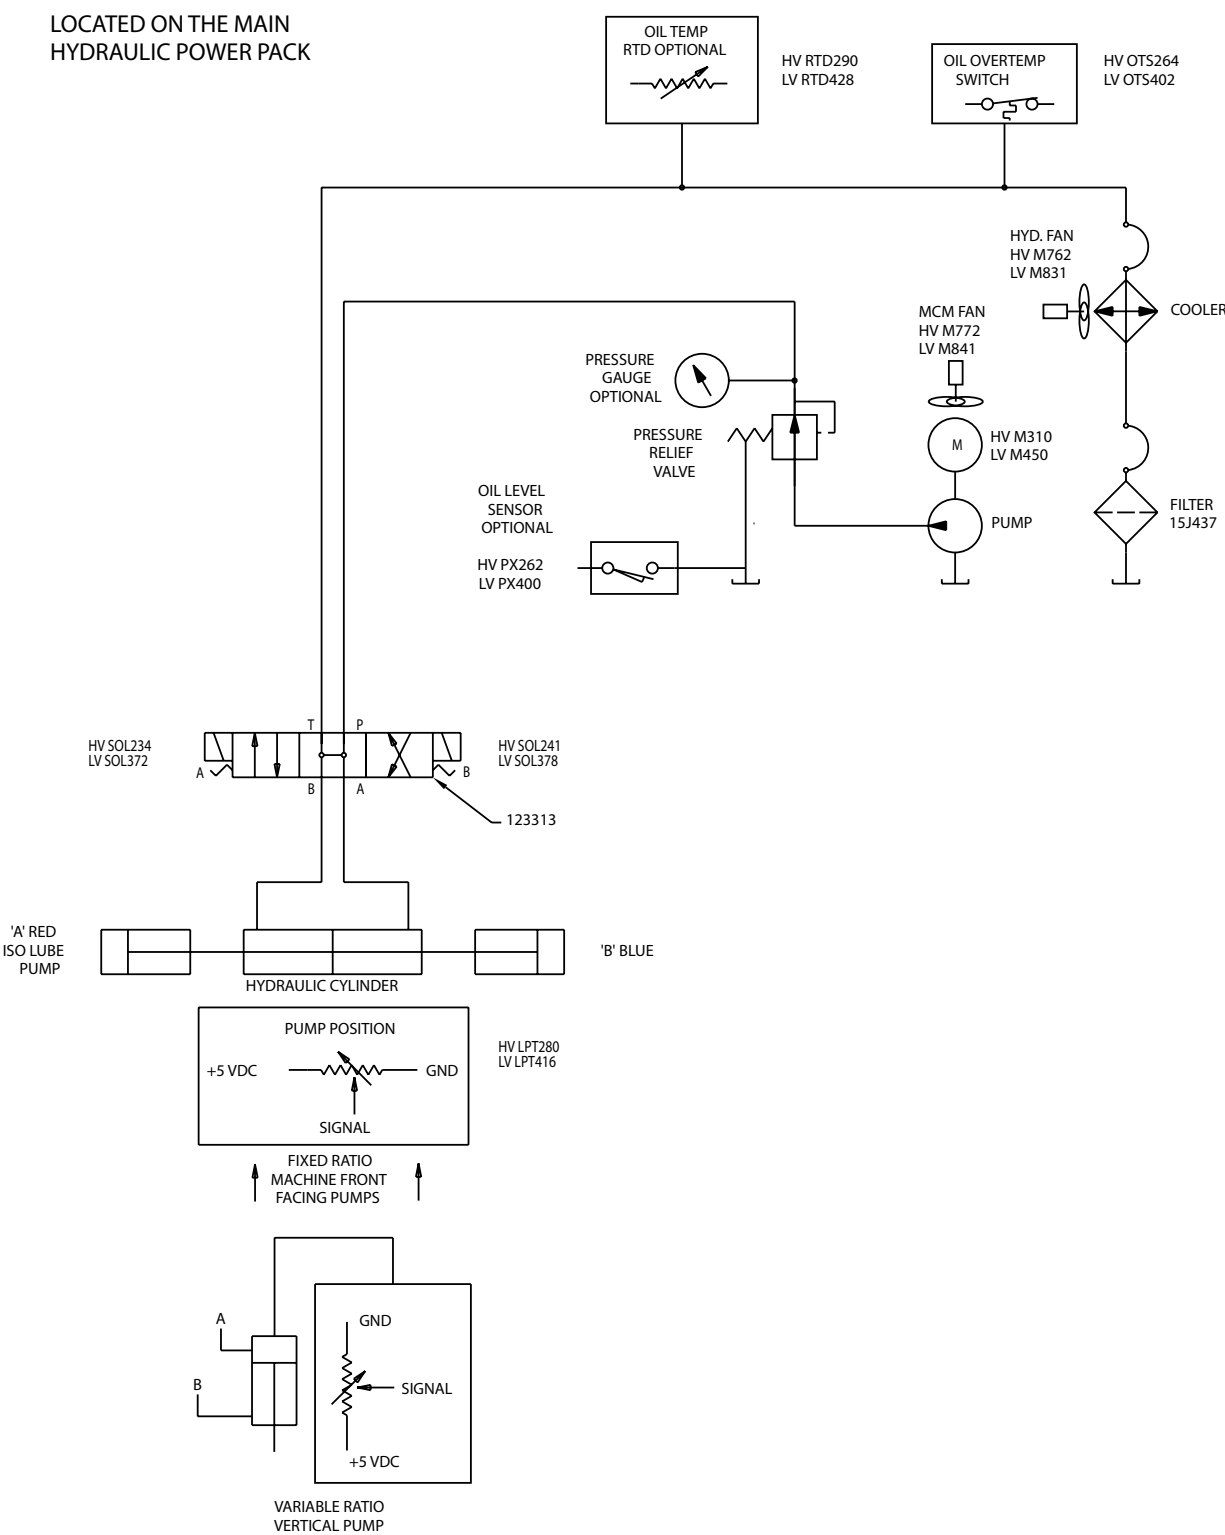 LOCATED ON THE MAIN
HYDRAULIC POWER PACK
OIL TEMP
RTD OPTIONAL
HV RTD290
LV RTD428
OIL OVERTEMP
SWITCH
HV OTS264
LV OTS402
HYD. FAN
HV M762
LV M831
COOLER
MCM FAN
HV M772
LV M841
PRESSURE
GAUGE
OPTIONAL
PRESSURE
RELIEF
VALVE
M
HV M310
LV M450
OIL LEVEL
SENSOR
OPTIONAL
HV PX262
LV PX400
PUMP
FILTER
15J437
T
P
HV SOL234
LV SOL372
A
HV SOL241
LV SOL378
B
B
A
123313
'A' RED
ISO LUBE
PUMP
'B' BLUE
HYDRAULIC CYLINDER
PUMP POSITION
+5 VDC
GND
SIGNAL
HV LPT280
LV LPT416
FIXED RATIO
MACHINE FRONT
FACING PUMPS
A
B
GND
SIGNAL
+5 VDC
VARIABLE RATIO
VERTICAL PUMP